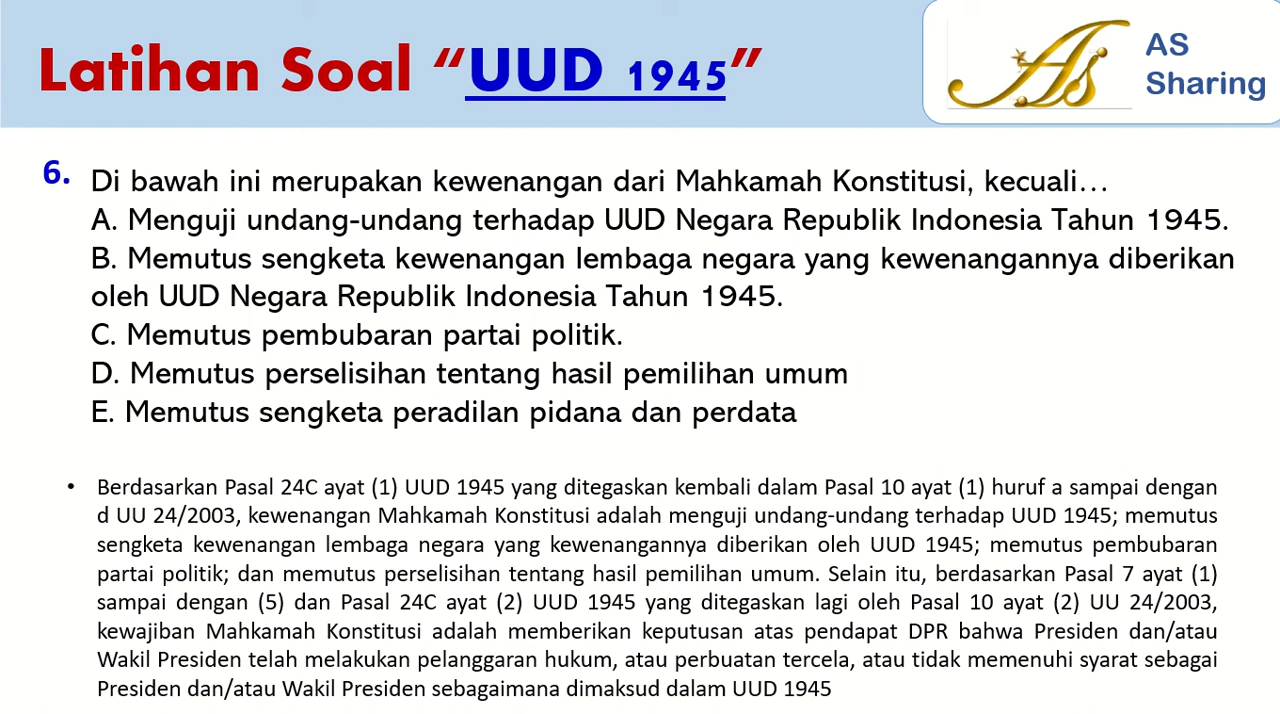 Latihan Soal “UUD 1945”
As
AS
Sharing
6. Di bawah ini merupakan kewenangan dari Mahkamah Konstitusi, kecuali…
A. Menguji undang-undang terhadap UUD Negara Republik Indonesia Tahun 1945.
B. Memutus sengketa kewenangan lembaga negara yang kewenangannya diberikan
oleh UUD Negara Republik Indonesia Tahun 1945.
C. Memutus pembubaran partai politik.
D. Memutus perselisihan tentang hasil pemilihan umum
E. Memutus sengketa peradilan pidana dan perdata
• Berdasarkan Pasal 24C ayat (1) UUD 1945 yang ditegaskan kembali dalam Pasal 10 ayat (1) huruf a sampai dengan
d UU 24/2003, kewenangan Mahkamah Konstitusi adalah menguji undang-undang terhadap UUD 1945; memutus
sengketa kewenangan lembaga negara yang kewenangannya diberikan oleh UUD 1945; memutus pembubaran
partai politik; dan memutus perselisihan tentang hasil pemilihan umum. Selain itu, berdasarkan Pasal 7 ayat (1)
sampai dengan (5) dan Pasal 24C ayat (2) UUD 1945 yang ditegaskan lagi oleh Pasal 10 ayat (2) UU 24/2003,
kewajiban Mahkamah Konstitusi adalah memberikan keputusan atas pendapat DPR bahwa Presiden dan/atau
Wakil Presiden telah melakukan pelanggaran hukum, atau perbuatan tercela, atau tidak memenuhi syarat sebagai
Presiden dan/atau Wakil Presiden sebagaimana dimaksud dalam UUD 1945